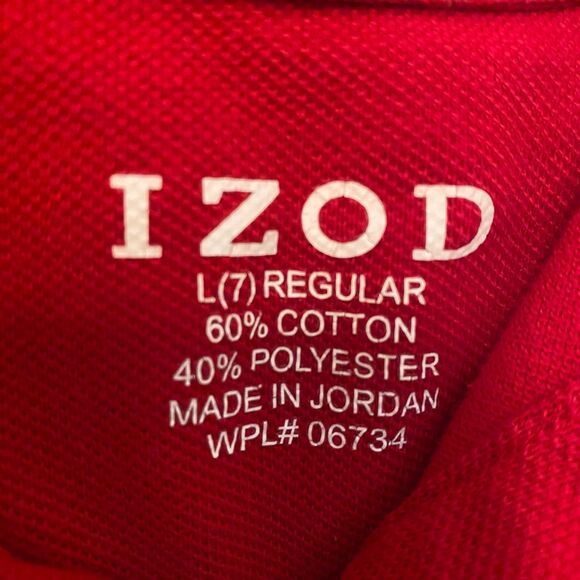 IZOD
L(7) REGULAR
60% COTTON
40% POLYESTER
MADE IN JORDAN
WPL# 06734